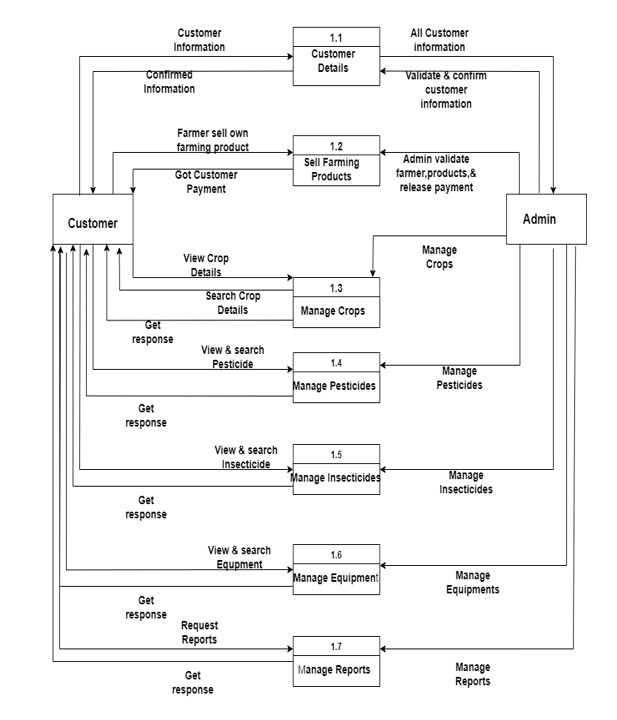 Customer
Information
1.1
Customer
Details
All Customer
information
Confirmed
Information
Validate & confirm
customer
information
Farmer sell own
farming product
1.2
Sell Farming
Products
Admin validate
farmer,products,&
release payment
Got Customer
Payment
Customer
Admin
View Crop
Details
Manage
Crops
1.3
Manage Crops
Search Crop
Details
Get
response
View & search
Pesticide
1.4
Manage Pesticides
Manage
Pesticides
Get
response
View & search
Insecticide
1.5
Manage Insecticides
Manage
Insecticides
Get
response
View & search
Equpment
1.6
Manage Equipment
Manage
Equipments
Get
response
Request
Reports
1.7
Manage Reports
Manage
Reports
Get
response